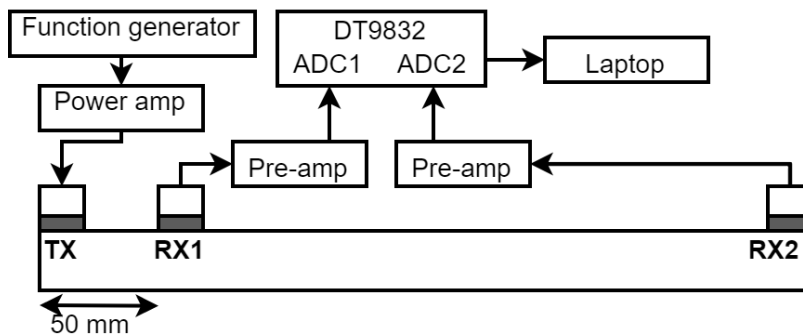 Function generator
Power amp
DT9832
ADC1 ADC2
Laptop
Pre-amp
Pre-amp
TX
RX1
RX2
50 mm